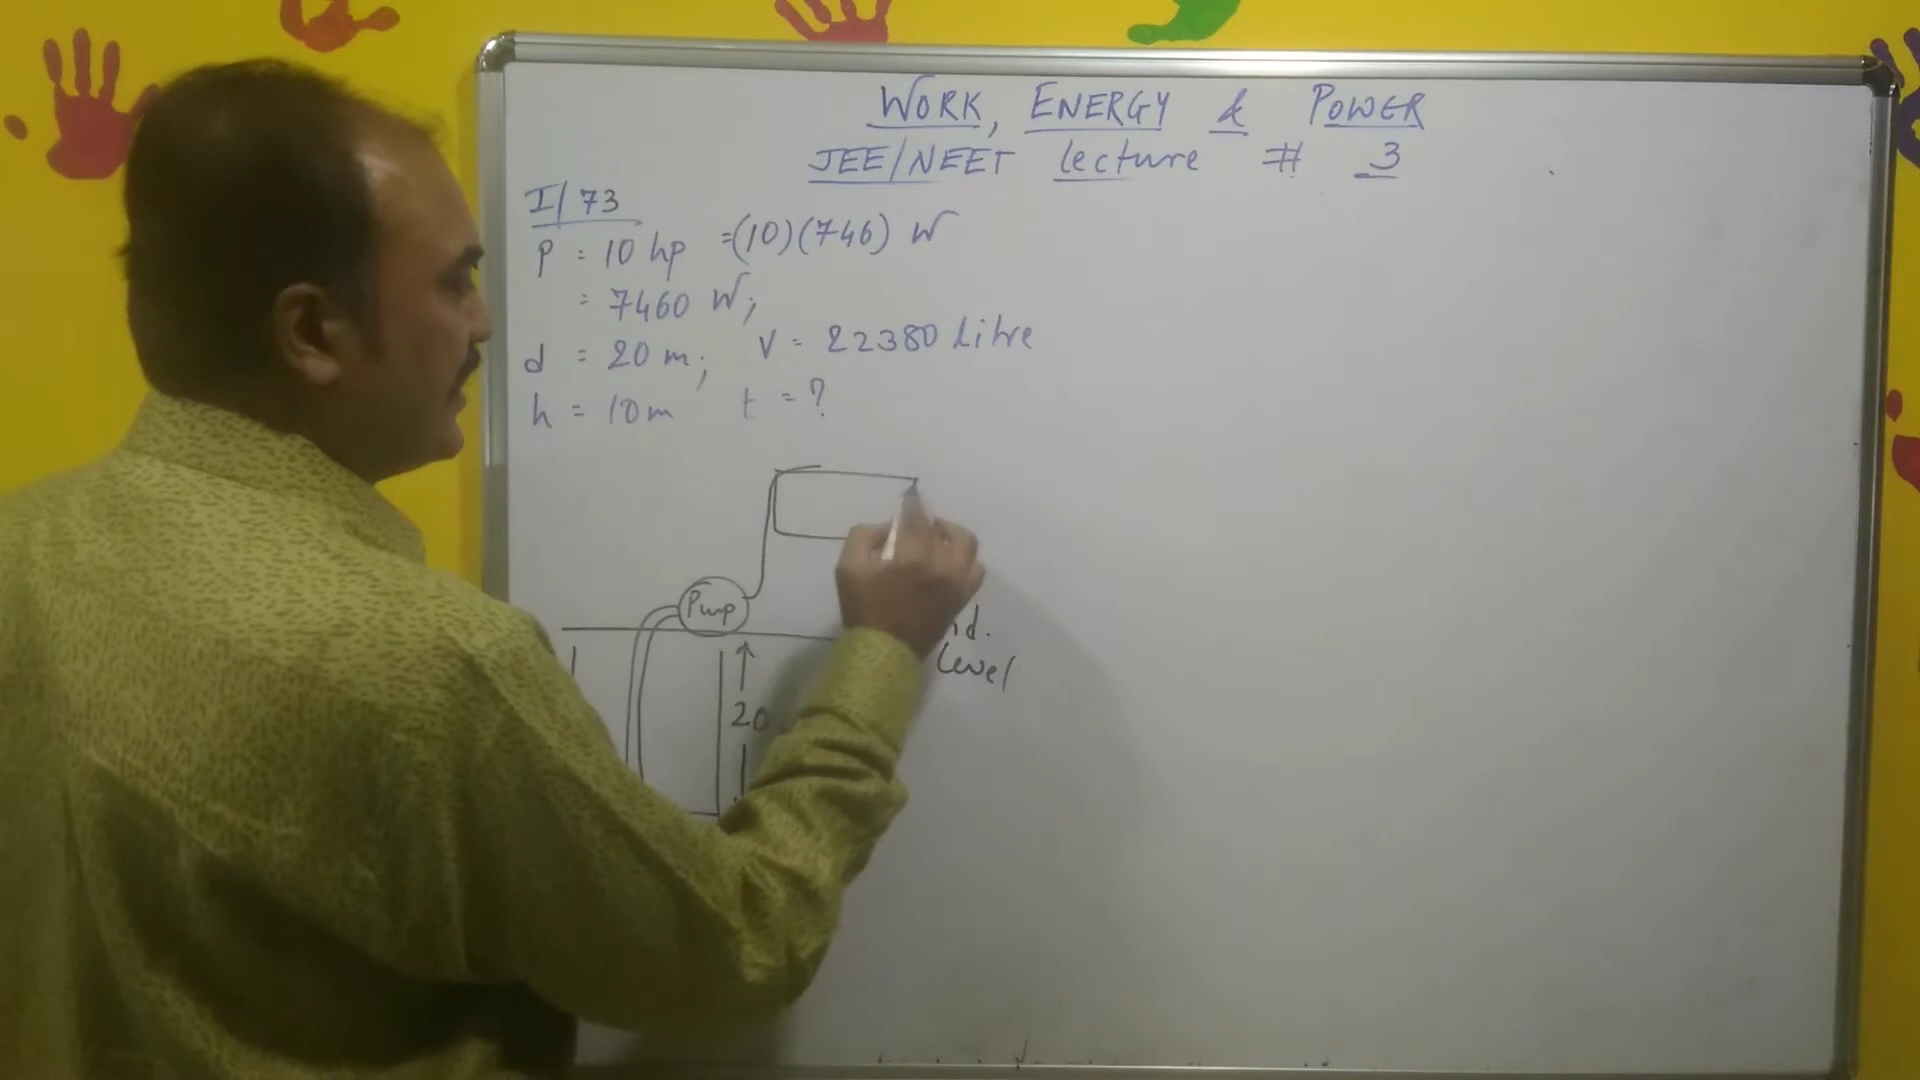 WORK, ENERGY & POWER
JEE/NEET Lecture # 3
I/73
P = 10 hp =(10)(746) W
= 7460 W;
d = 20 m; V = 22380 Litre
h = 10m t = ?
Pump
Level
20